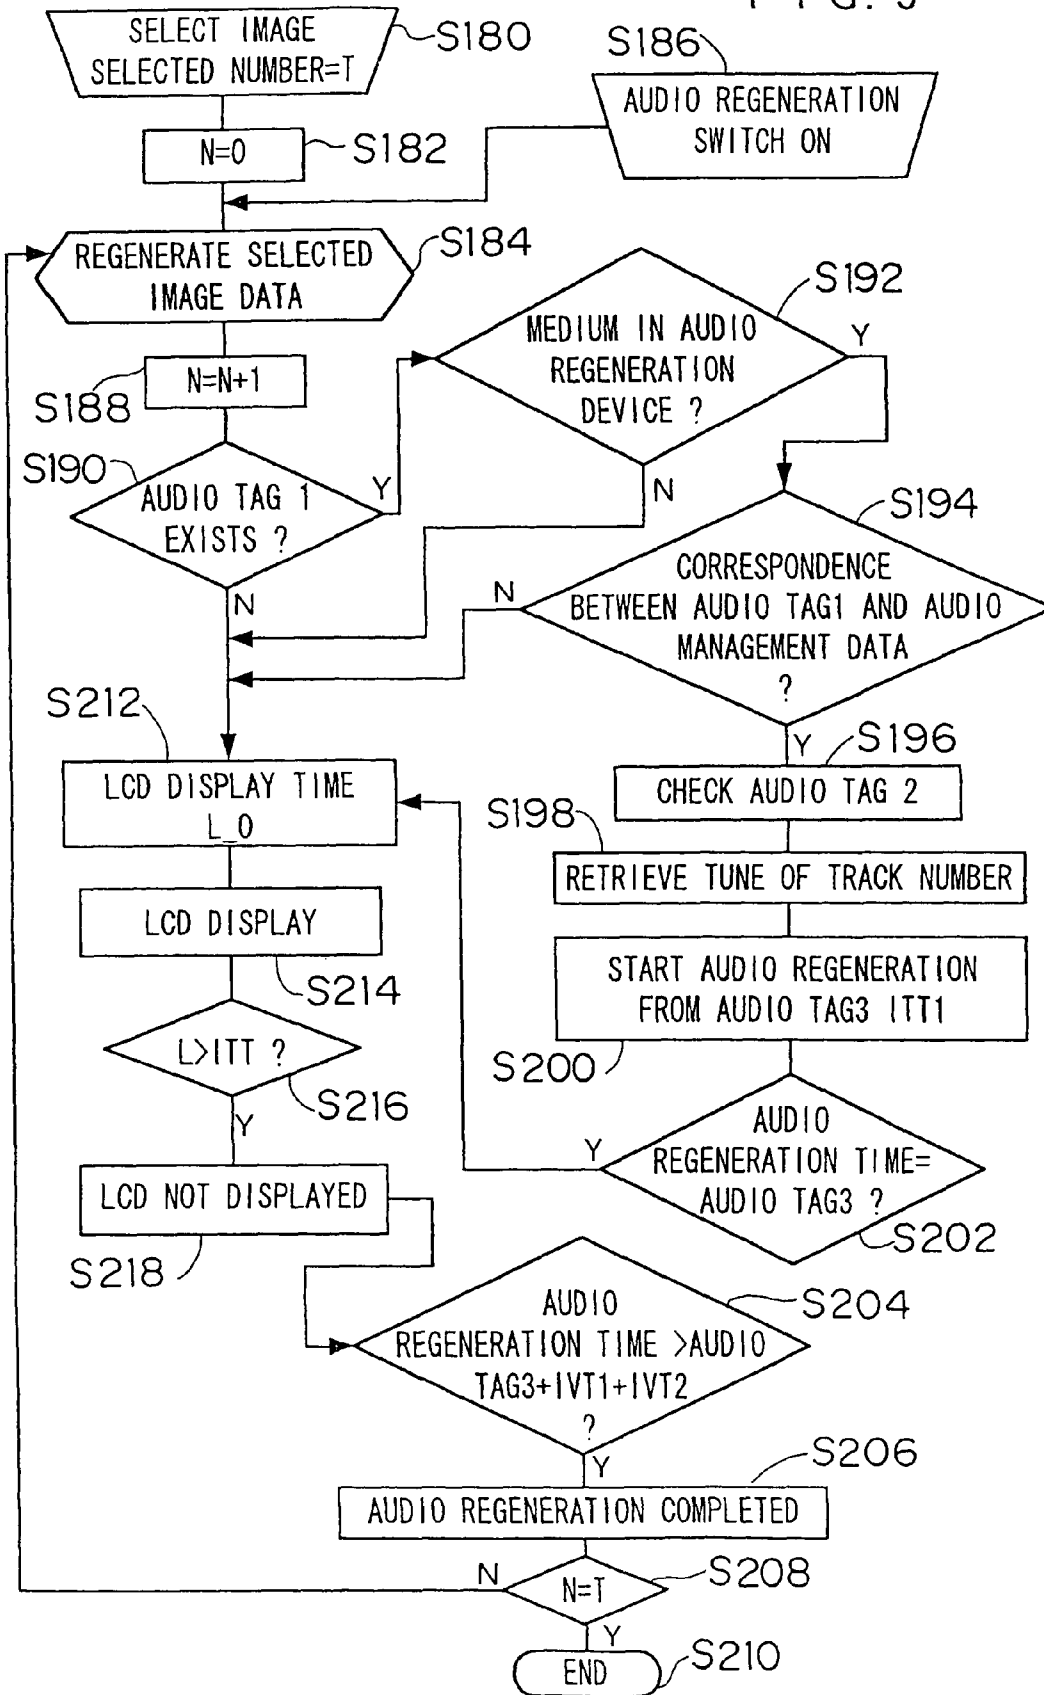 SELECT IMAGE
SELECTED NUMBER=T
S180
S186
AUDIO REGENERATION
SWITCH ON
N=0
S182
REGENERATE SELECTED
IMAGE DATA
S184
S192
MEDIUM IN AUDIO
REGENERATION
DEVICE ?
Y
N
N=N+1
S188
S190
AUDIO TAG 1
EXISTS ?
Y
N
S194
CORRESPONDENCE
BETWEEN AUDIO TAG1 AND AUDIO
MANAGEMENT DATA
?
N
Y
S212
LCD DISPLAY TIME
L_0
S196
CHECK AUDIO TAG 2
S198
RETRIEVE TUNE OF TRACK NUMBER
LCD DISPLAY
S214
START AUDIO REGENERATION
FROM AUDIO TAG3 ITT1
S200
L>ITT ?
S216
Y
AUDIO
REGENERATION TIME=
AUDIO TAG3 ?
Y
S202
LCD NOT DISPLAYED
S218
S204
AUDIO
REGENERATION TIME >AUDIO
TAG3+IVT1+IVT2
?
Y
S206
AUDIO REGENERATION COMPLETED
N
N=T
S208
Y
END
S210